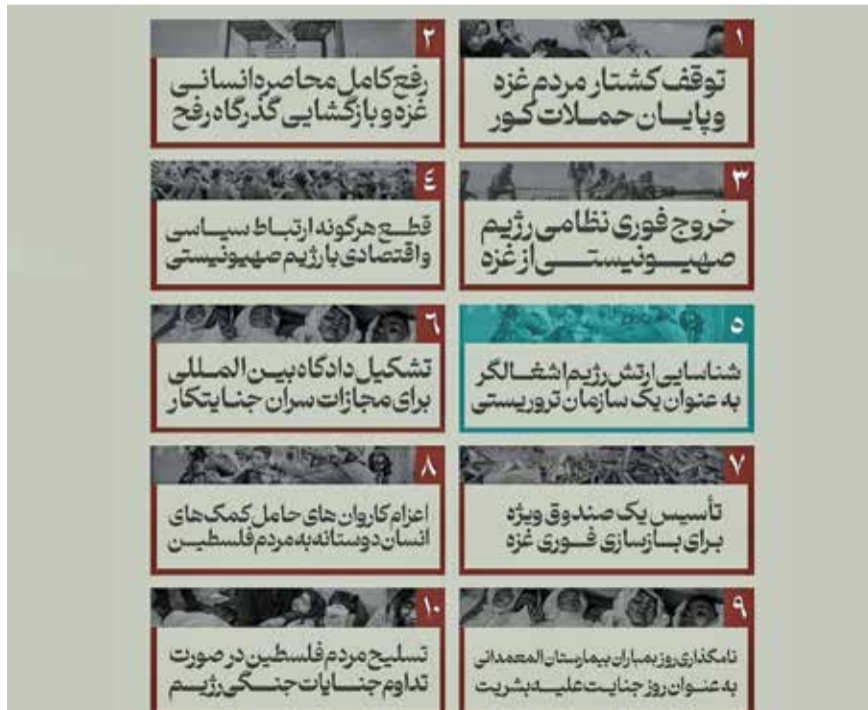 ۱
توقف کشتار مردم غزه
و پایان حملات کور
۲
رفع کامل محاصره انسانی
غزه و بازگشایی گذرگاه رفح
۳
خروج فوری نظامی رژیم
صهیونیستی از غزه
۴
قطع هرگونه ارتباط سیاسی
و اقتصادی با رژیم صهیونیستی
۵
شناسایی ارتش رژیم اشغالگر
به عنوان یک سازمان تروریستی
۶
تشکیل دادگاه بین المللی
برای مجازات سران جنایتکار
۷
تأسیس یک صندوق ویژه
برای بازسازی فوری غزه
۸
اعزام کاروان های حامل کمک های
انسان دوستانه به مردم فلسطین
۹
نامگذاری روز بمباران بیمارستان المعمدانی
به عنوان روز جنایت علیه بشریت
۱۰
تسلیح مردم فلسطین در صورت
تداوم جنایات جنگی رژیم